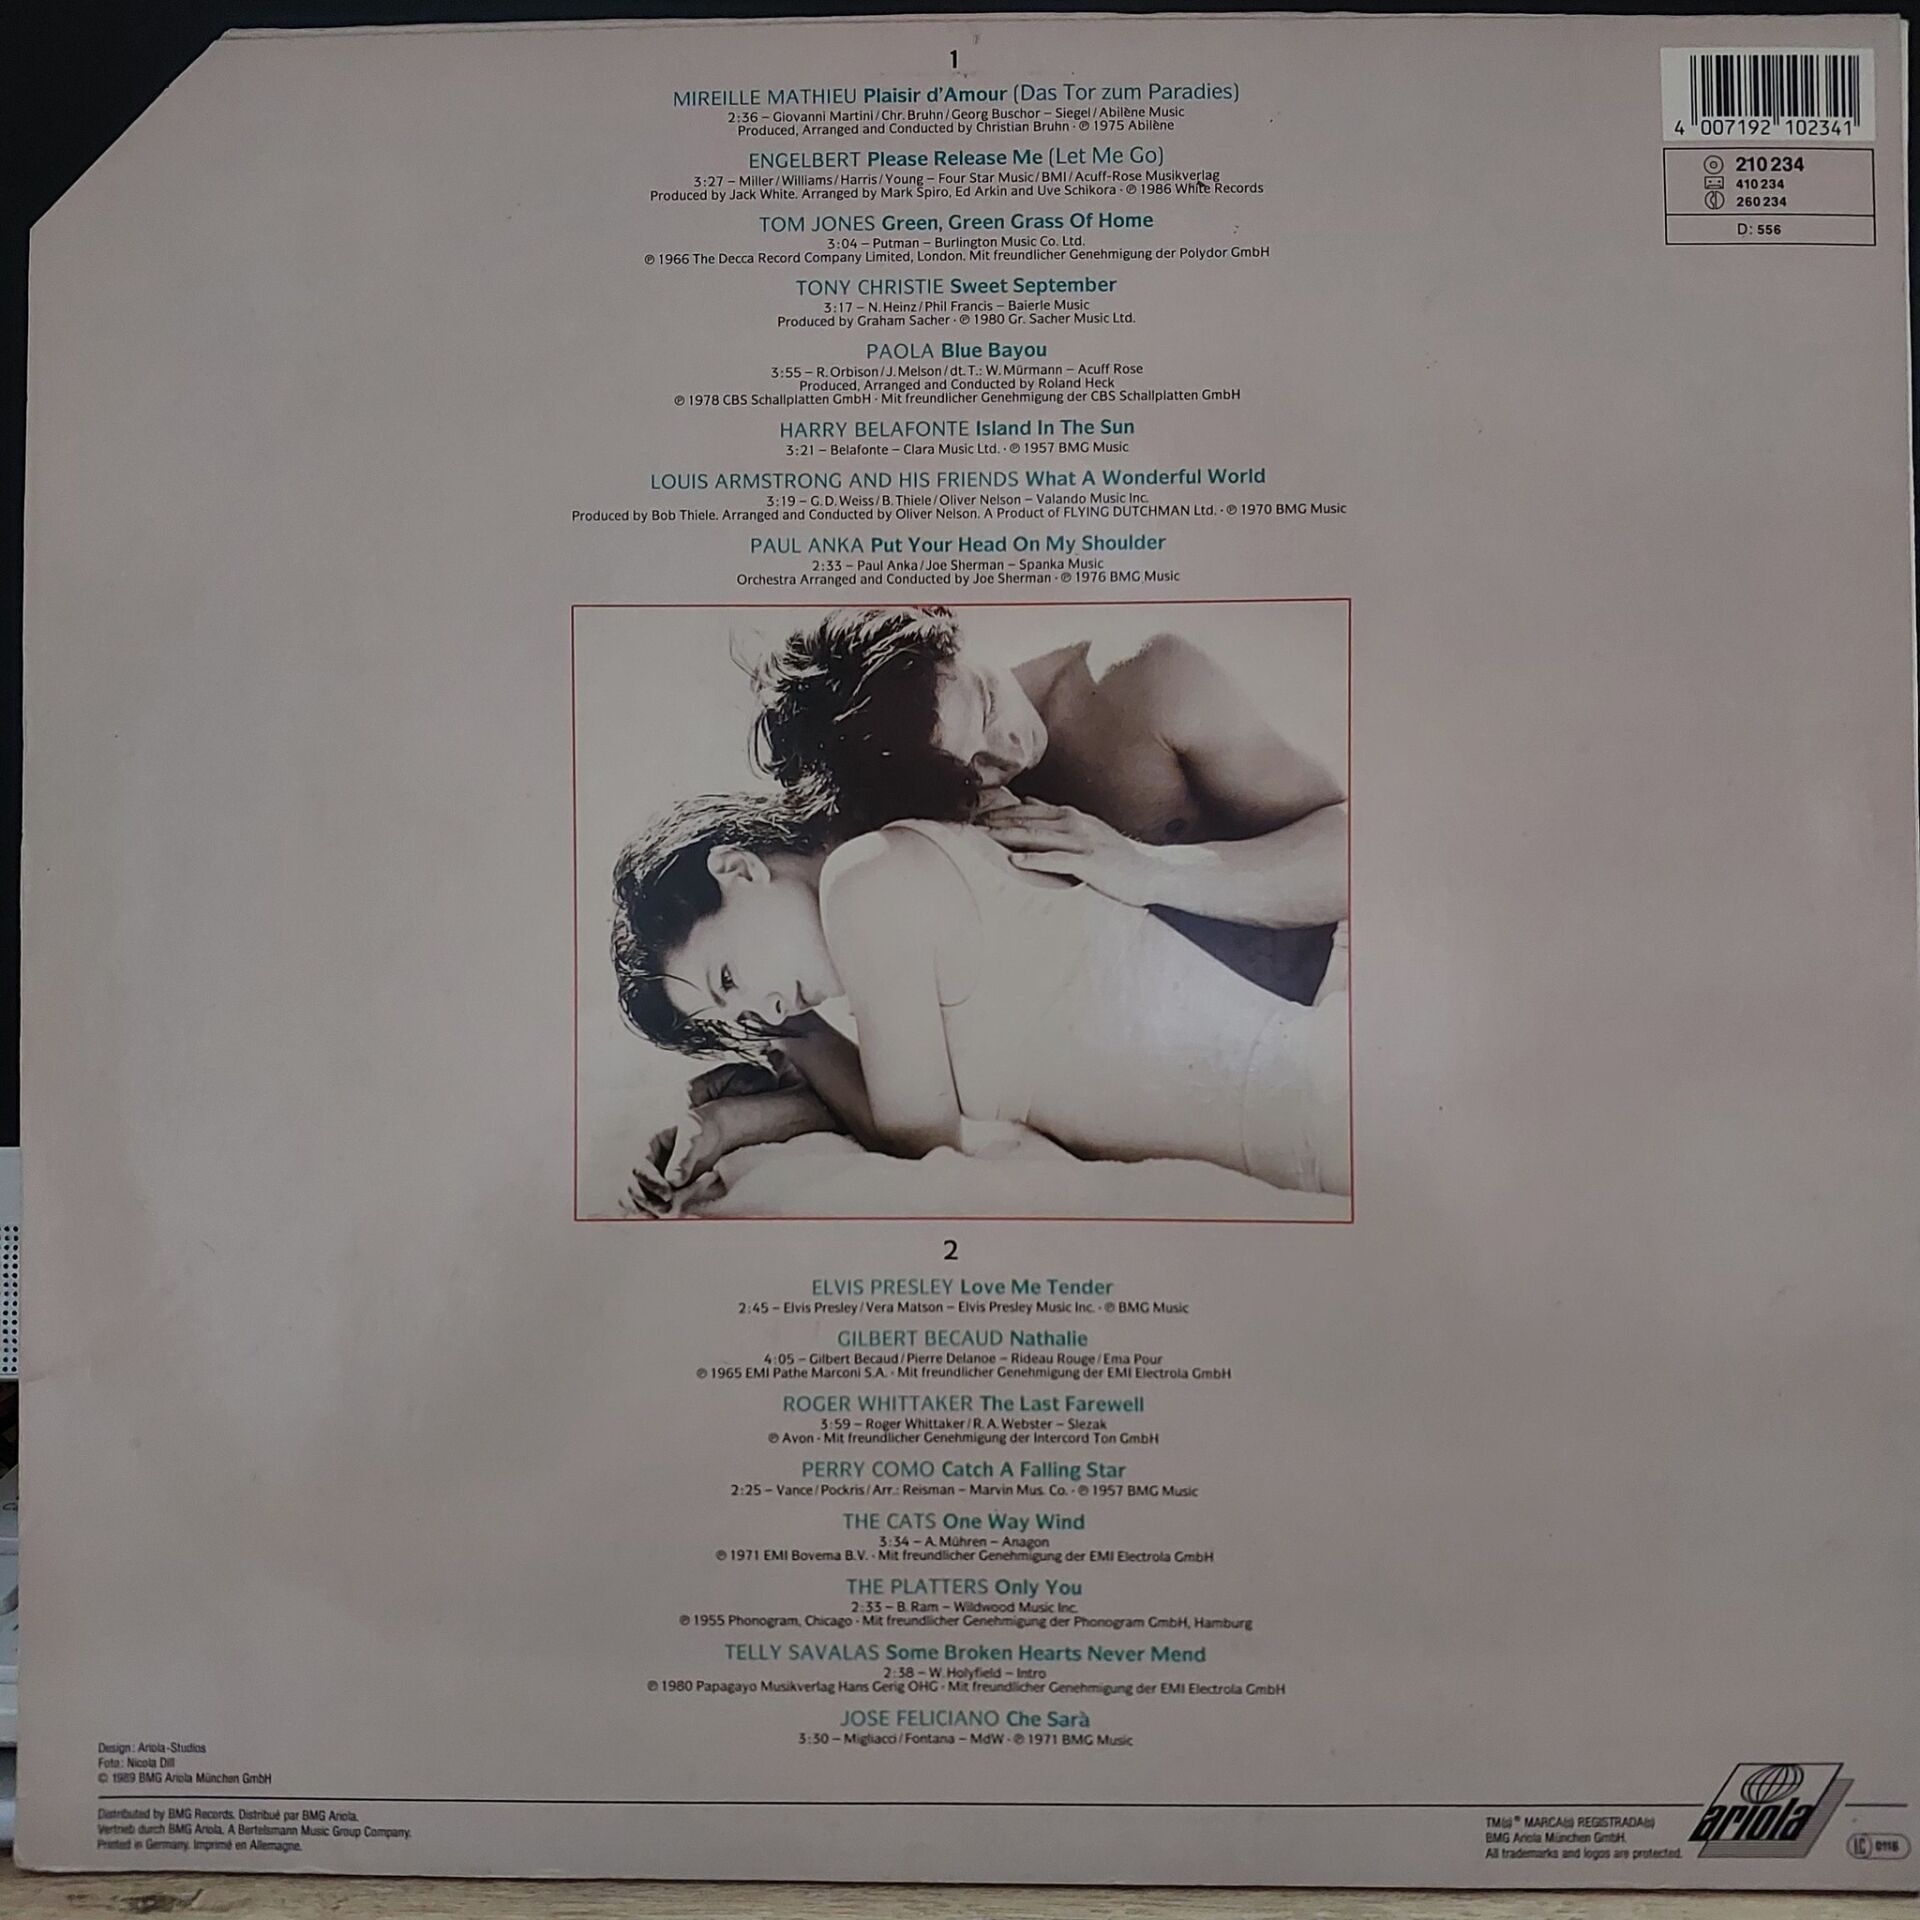 1
MIREILLE MATHIEU Plaisir d'Amour (Das Tor zum Paradies)
2:36 – Giovanni Martini/Chr. Bruhn/Georg Buschor – Siegel/Abilène Music
Produced, Arranged and Conducted by Christian Bruhn · ℗ 1975 Abilène
ENGELBERT Please Release Me (Let Me Go)
3:27 – Miller/Williams/Harris/Young – Four Star Music/BMI/Acuff-Rose Musikverlag
Produced by Jack White. Arranged by Mark Spiro, Ed Arkin and Uve Schikora · ℗ 1986 White Records
TOM JONES Green, Green Grass Of Home
3:04 – Putman – Burlington Music Co. Ltd.
℗ 1966 The Decca Record Company Limited, London. Mit freundlicher Genehmigung der Polydor GmbH
TONY CHRISTIE Sweet September
3:17 – N. Heinz/Phil Francis – Baierle Music
Produced by Graham Sacher · ℗ 1980 Gr. Sacher Music Ltd.
PAOLA Blue Bayou
3:55 – R. Orbison/J. Melson/dt. T.: W. Mürmann – Acuff Rose
Produced, Arranged and Conducted by Roland Heck
℗ 1978 CBS Schallplatten GmbH · Mit freundlicher Genehmigung der CBS Schallplatten GmbH
HARRY BELAFONTE Island In The Sun
3:21 – Belafonte – Clara Music Ltd. · ℗ 1957 BMG Music
LOUIS ARMSTRONG AND HIS FRIENDS What A Wonderful World
3:19 – G. D. Weiss/B. Thiele/Oliver Nelson – Valando Music Inc.
Produced by Bob Thiele. Arranged and Conducted by Oliver Nelson. A Product of FLYING DUTCHMAN Ltd. · ℗ 1970 BMG Music
PAUL ANKA Put Your Head On My Shoulder
2:33 – Paul Anka/Joe Sherman – Spanka Music
Orchestra Arranged and Conducted by Joe Sherman · ℗ 1976 BMG Music
4 007192 102341
210 234
410 234
260 234
D: 556
2
ELVIS PRESLEY Love Me Tender
2:45 – Elvis Presley/Vera Matson – Elvis Presley Music Inc. · ℗ BMG Music
GILBERT BECAUD Nathalie
4:05 – Gilbert Becaud/Pierre Delanoe – Rideau Rouge/Ema Pour
℗ 1965 EMI Pathe Marconi S.A. · Mit freundlicher Genehmigung der EMI Electrola GmbH
ROGER WHITTAKER The Last Farewell
3:59 – Roger Whittaker/R. A. Webster – Slezak
℗ Avon · Mit freundlicher Genehmigung der Intercord Ton GmbH
PERRY COMO Catch A Falling Star
2:25 – Vance/Pockris/Arr.: Reisman – Marvin Mus. Co. · ℗ 1957 BMG Music
THE CATS One Way Wind
3:34 – A. Mühren – Anagon
℗ 1971 EMI Bovema B.V. · Mit freundlicher Genehmigung der EMI Electrola GmbH
THE PLATTERS Only You
2:33 – B. Ram – Wildwood Music Inc.
℗ 1955 Phonogram, Chicago · Mit freundlicher Genehmigung der Phonogram GmbH, Hamburg
TELLY SAVALAS Some Broken Hearts Never Mend
2:38 – W. Holyfield – Intro
℗ 1980 Papagayo Musikverlag Hans Gerig OHG · Mit freundlicher Genehmigung der EMI Electrola GmbH
JOSE FELICIANO Che Sarà
3:30 – Migliacci/Fontana – MdW · ℗ 1971 BMG Music
Design: Ariola-Studios
Foto: Nicola Dill
© 1989 BMG Ariola München GmbH
Distributed by BMG Records. Distribué par BMG Ariola.
Vertrieb durch BMG Ariola. A Bertelsmann Music Group Company.
Printed in Germany. Imprimé en Allemagne.
TM(s)® MARCA(s) REGISTRADA(s)
BMG Ariola München GmbH.
All trademarks and logos are protected.
ariola
LC 0116